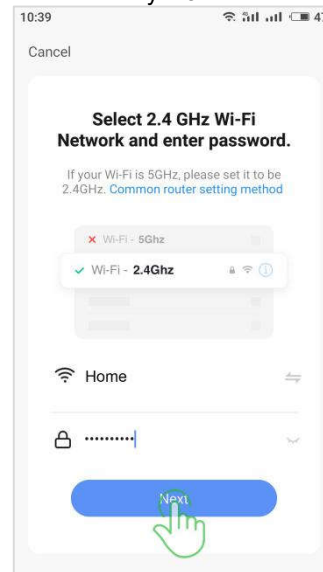 10:39
Cancel
Select 2.4 GHz Wi-Fi
Network and enter password.
If your Wi-Fi is 5GHz, please set it to be
2.4GHz. Common router setting method
Wi-Fi - 5Ghz
Wi-Fi - 2.4Ghz
Home
Next